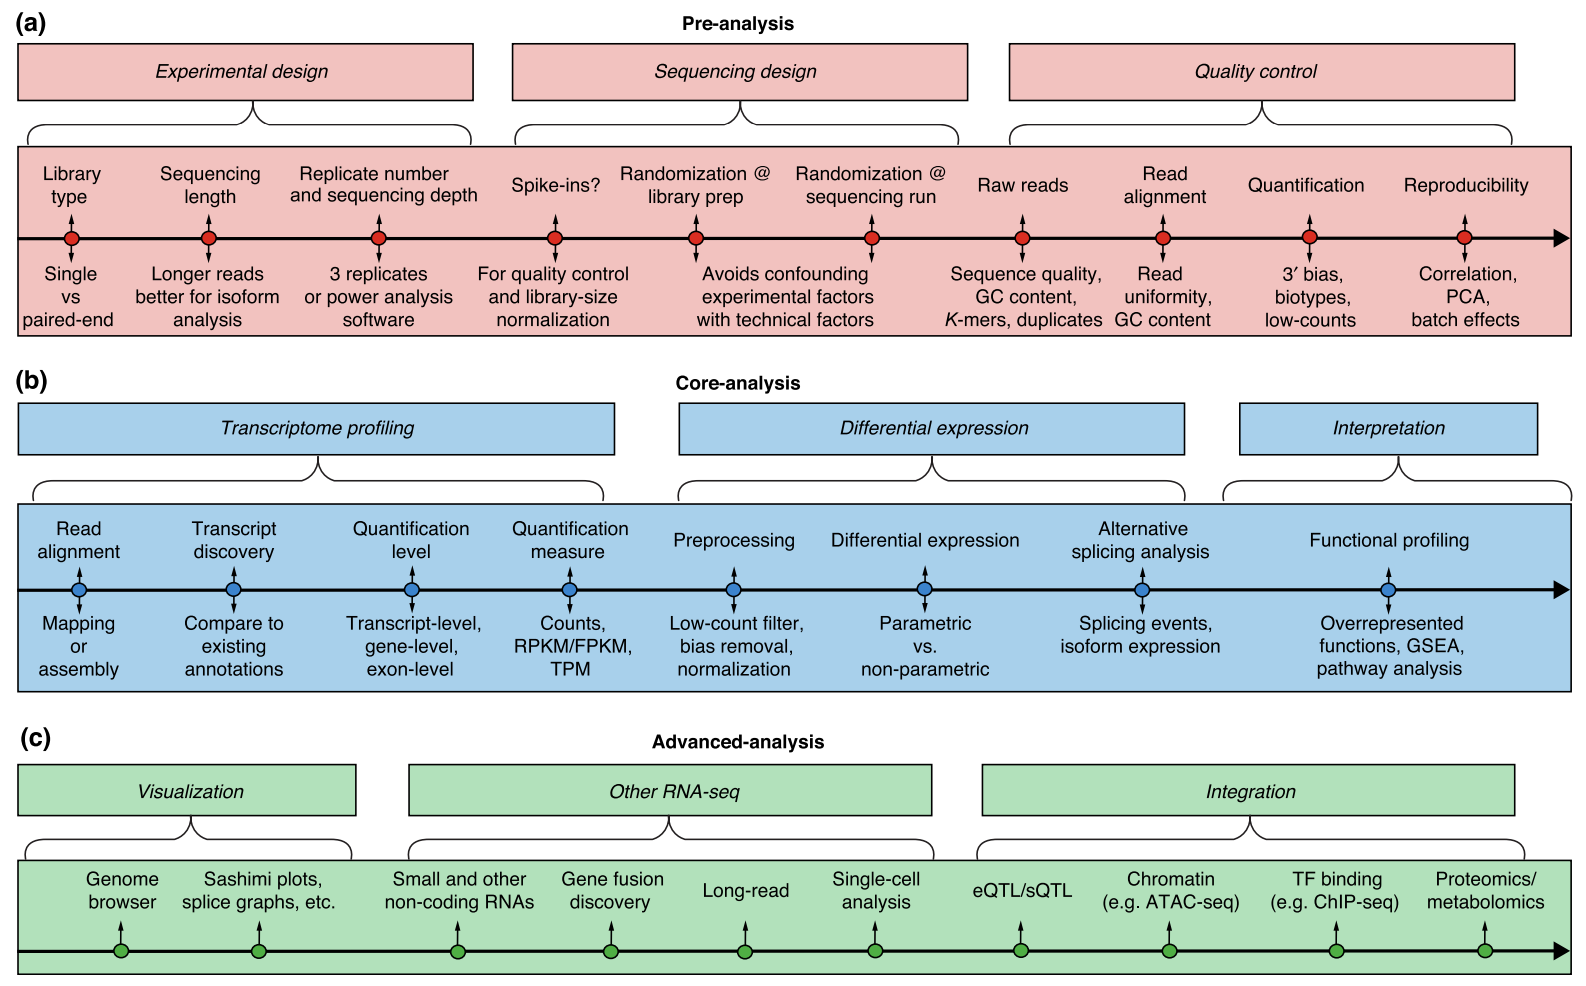 (a)
Pre-analysis
Experimental design
Sequencing design
Quality control
Library
type
Sequencing
length
Replicate number
and sequencing depth
Spike-ins?
Randomization @
library prep
Randomization @
sequencing run
Raw reads
Read
alignment
Quantification
Reproducibility
Single
vs
paired-end
Longer reads
better for isoform
analysis
3 replicates
or power analysis
software
For quality control
and library-size
normalization
Avoids confounding
experimental factors
with technical factors
Sequence quality,
GC content,
K-mers, duplicates
Read
uniformity,
GC content
3′ bias,
biotypes,
low-counts
Correlation,
PCA,
batch effects
(b)
Core-analysis
Transcriptome profiling
Differential expression
Interpretation
Read
alignment
Transcript
discovery
Quantification
level
Quantification
measure
Preprocessing
Differential expression
Alternative
splicing analysis
Functional profiling
Mapping
or
assembly
Compare to
existing
annotations
Transcript-level,
gene-level,
exon-level
Counts,
RPKM/FPKM,
TPM
Low-count filter,
bias removal,
normalization
Parametric
vs.
non-parametric
Splicing events,
isoform expression
Overrepresented
functions, GSEA,
pathway analysis
(c)
Advanced-analysis
Visualization
Other RNA-seq
Integration
Genome
browser
Sashimi plots,
splice graphs, etc.
Small and other
non-coding RNAs
Gene fusion
discovery
Long-read
Single-cell
analysis
eQTL/sQTL
Chromatin
(e.g. ATAC-seq)
TF binding
(e.g. ChIP-seq)
Proteomics/
metabolomics